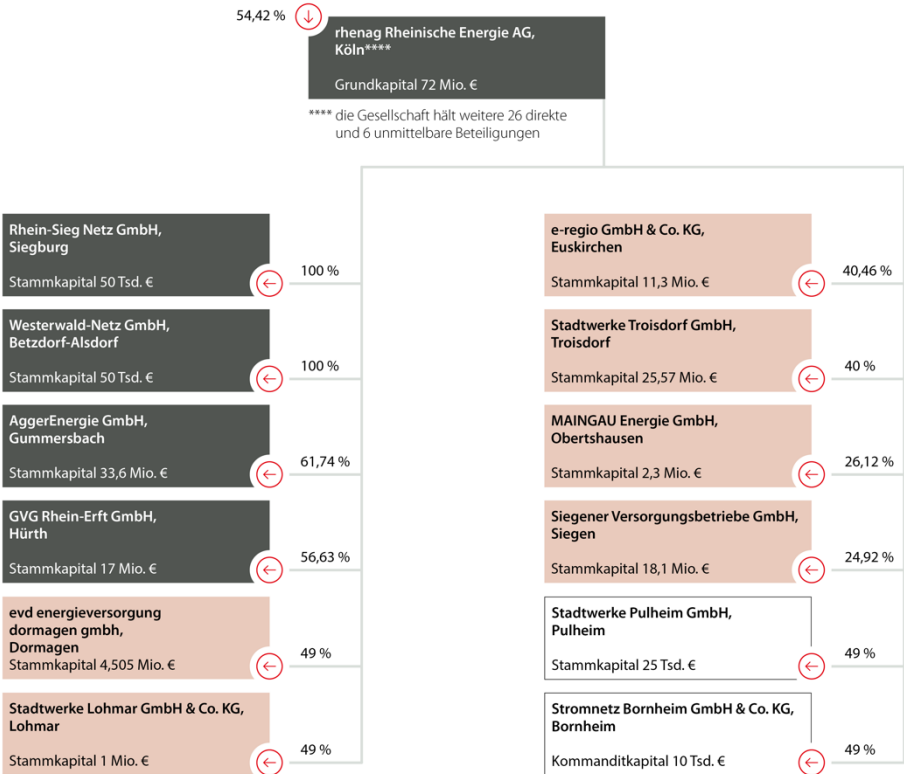 54,42 %
rhenag Rheinische Energie AG,
Köln****
Grundkapital 72 Mio. €
**** die Gesellschaft hält weitere 26 direkte
und 6 unmittelbare Beteiligungen
Rhein-Sieg Netz GmbH,
Siegburg
Stammkapital 50 Tsd. €
100 %
Westerwald-Netz GmbH,
Betzdorf-Alsdorf
Stammkapital 50 Tsd. €
100 %
AggerEnergie GmbH,
Gummersbach
Stammkapital 33,6 Mio. €
61,74 %
GVG Rhein-Erft GmbH,
Hürth
Stammkapital 17 Mio. €
56,63 %
evd energieversorgung
dormagen gmbh,
Dormagen
Stammkapital 4,505 Mio. €
49 %
Stadtwerke Lohmar GmbH & Co. KG,
Lohmar
Stammkapital 1 Mio. €
49 %
e-regio GmbH & Co. KG,
Euskirchen
Stammkapital 11,3 Mio. €
40,46 %
Stadtwerke Troisdorf GmbH,
Troisdorf
Stammkapital 25,57 Mio. €
40 %
MAINGAU Energie GmbH,
Obertshausen
Stammkapital 2,3 Mio. €
26,12 %
Siegener Versorgungsbetriebe GmbH,
Siegen
Stammkapital 18,1 Mio. €
24,92 %
Stadtwerke Pulheim GmbH,
Pulheim
Stammkapital 25 Tsd. €
49 %
Stromnetz Bornheim GmbH & Co. KG,
Bornheim
Kommanditkapital 10 Tsd. €
49 %